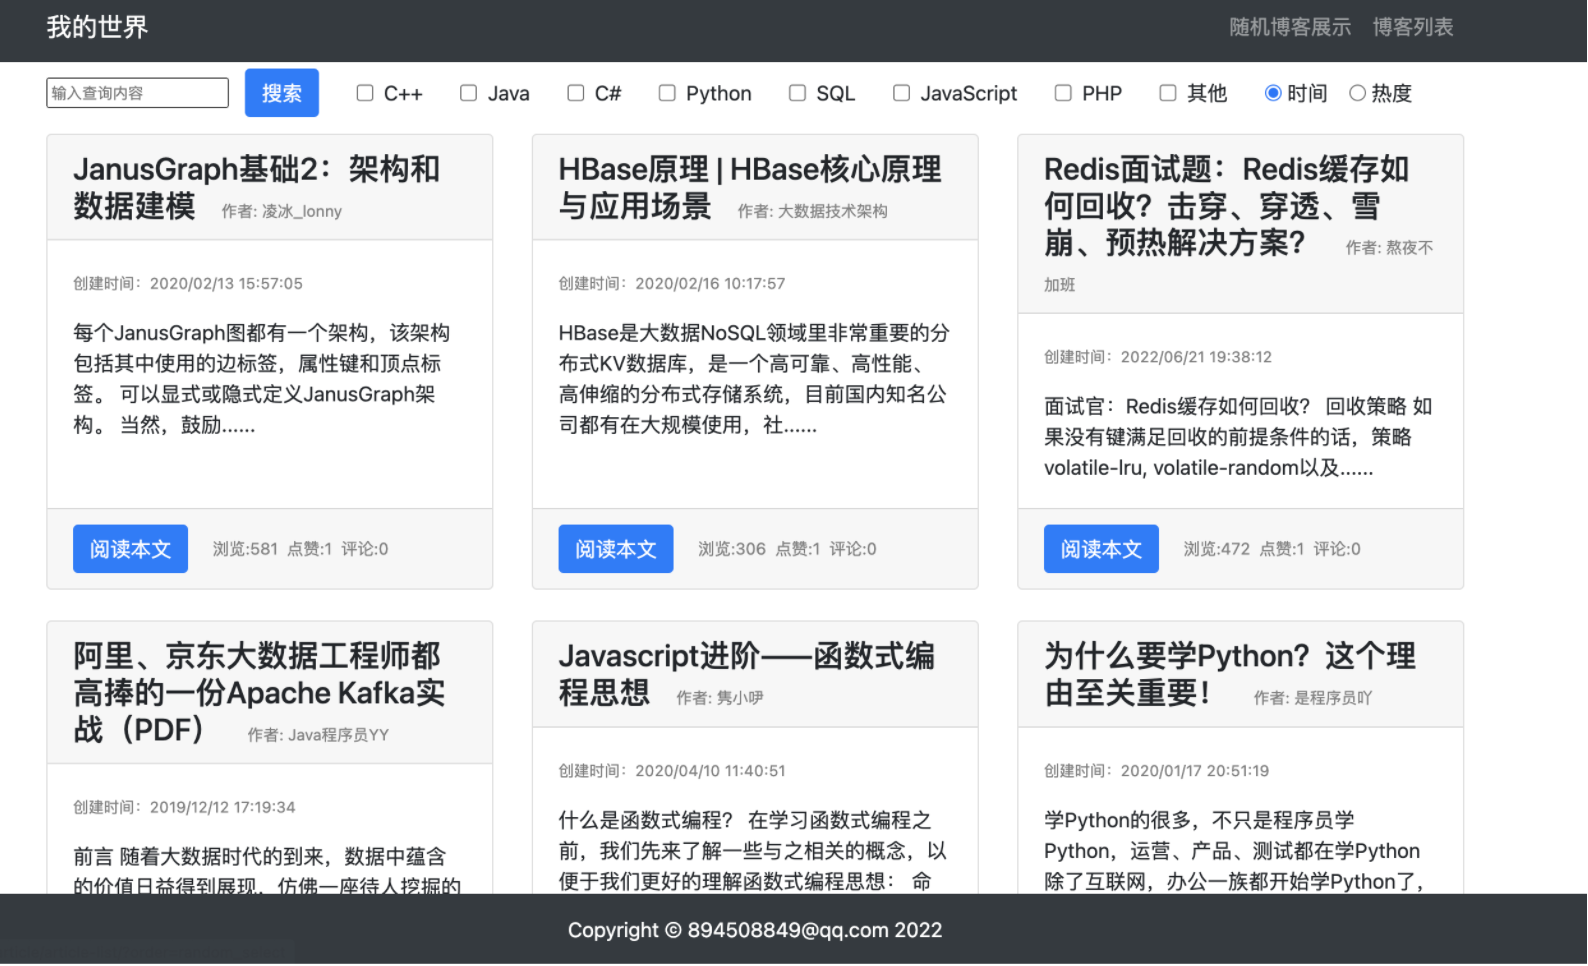 我的世界
随机博客展示 博客列表
输入查询内容 搜索 C++ Java C# Python SQL JavaScript PHP 其他 时间 热度
JanusGraph基础2：架构和
数据建模 作者: 凌冰_lonny
创建时间：2020/02/13 15:57:05
每个JanusGraph图都有一个架构，该架构
包括其中使用的边标签，属性键和顶点标
签。 可以显式或隐式定义JanusGraph架
构。 当然，鼓励......
阅读本文 浏览:581 点赞:1 评论:0
HBase原理 | HBase核心原理
与应用场景 作者: 大数据技术架构
创建时间：2020/02/16 10:17:57
HBase是大数据NoSQL领域里非常重要的分
布式KV数据库，是一个高可靠、高性能、
高伸缩的分布式存储系统，目前国内知名公
司都有在大规模使用，社......
阅读本文 浏览:306 点赞:1 评论:0
Redis面试题：Redis缓存如
何回收？击穿、穿透、雪
崩、预热解决方案？ 作者: 熬夜不
加班
创建时间：2022/06/21 19:38:12
面试官：Redis缓存如何回收？ 回收策略 如
果没有键满足回收的前提条件的话，策略
volatile-lru, volatile-random以及......
阅读本文 浏览:472 点赞:1 评论:0
阿里、京东大数据工程师都
高捧的一份Apache Kafka实
战（PDF） 作者: Java程序员YY
创建时间：2019/12/12 17:19:34
前言 随着大数据时代的到来，数据中蕴含
的价值日益得到展现，仿佛一座待人挖掘的
Javascript进阶——函数式编
程思想 作者: 隽小咿
创建时间：2020/04/10 11:40:51
什么是函数式编程？ 在学习函数式编程之
前，我们先来了解一些与之相关的概念，以
便于我们更好的理解函数式编程思想： 命
为什么要学Python？这个理
由至关重要！ 作者: 是程序员吖
创建时间：2020/01/17 20:51:19
学Python的很多，不只是程序员学
Python，运营、产品、测试都在学Python
除了互联网，办公一族都开始学Python了，
Copyright © 894508849@qq.com 2022